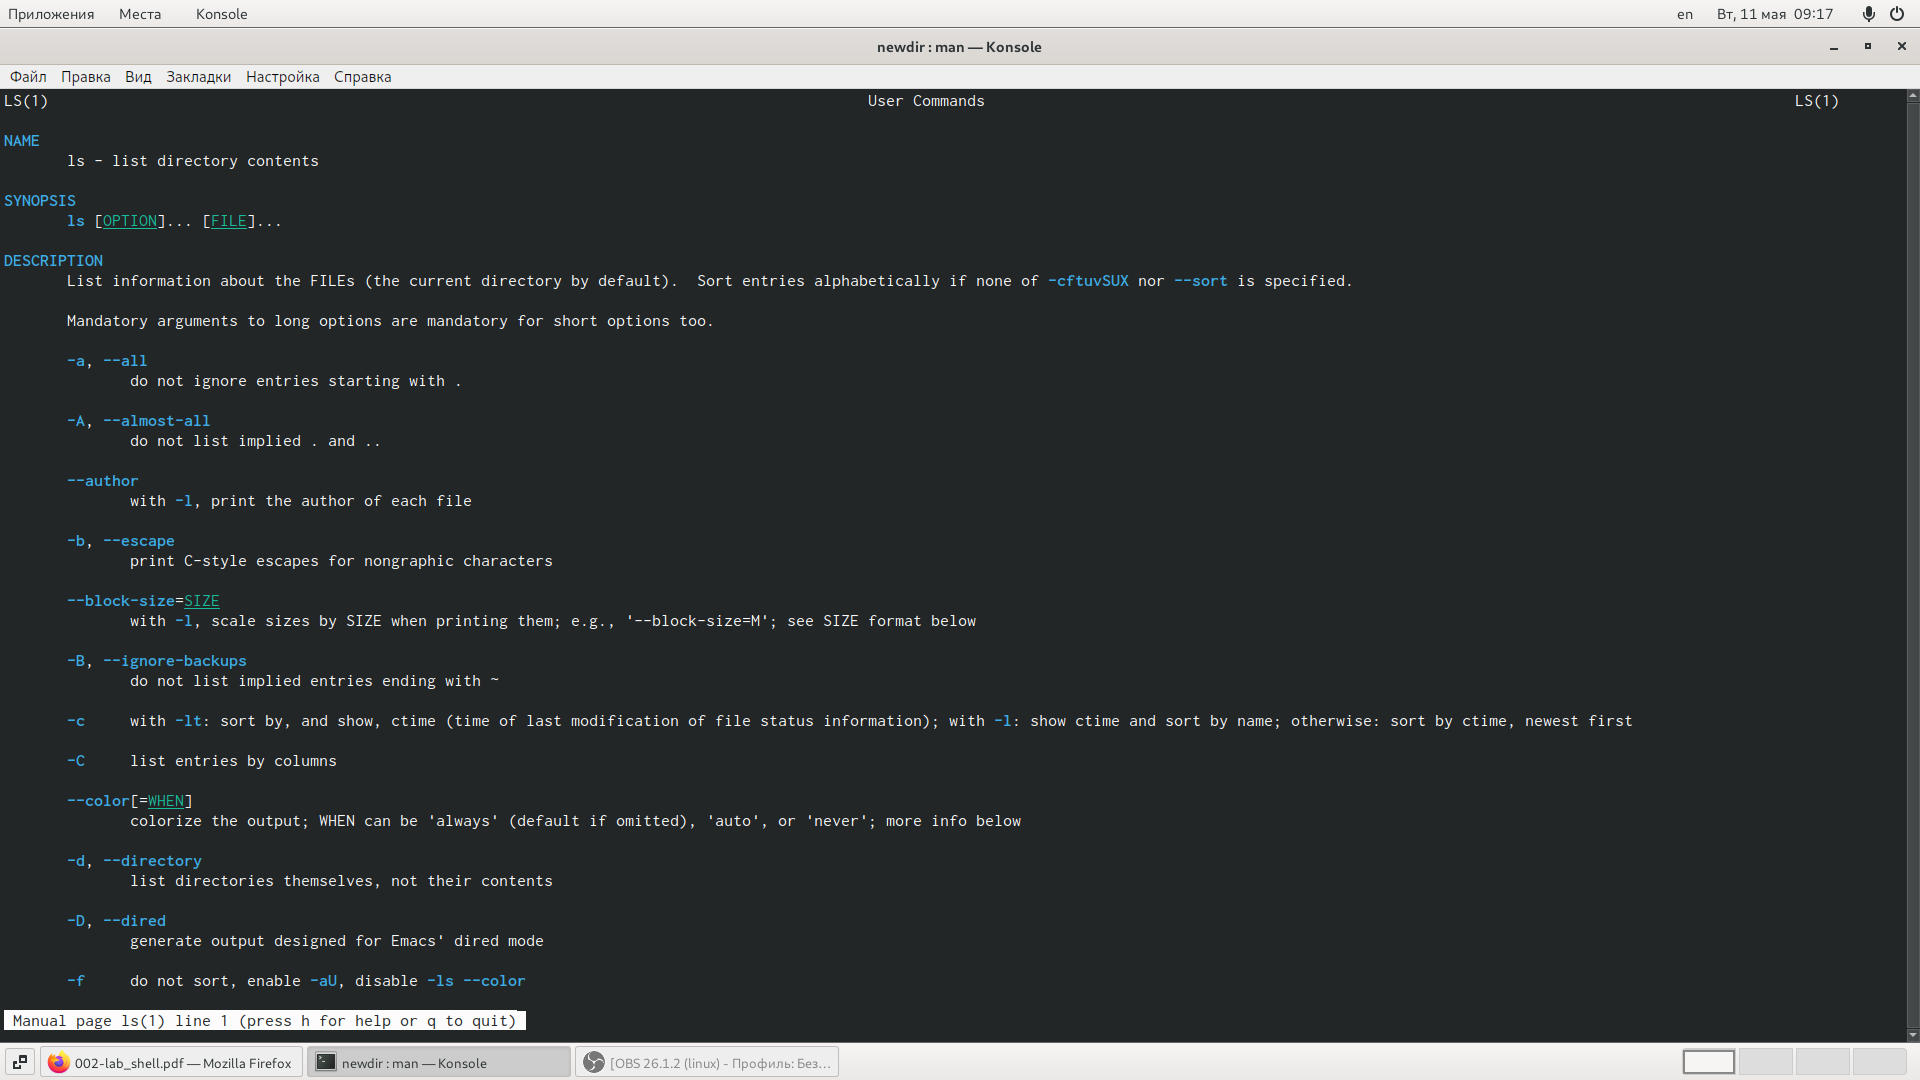 Приложения Места Konsole en Вт, 11 мая 09:17
newdir : man — Konsole
Файл Правка Вид Закладки Настройка Справка
LS(1) User Commands LS(1)
NAME
ls - list directory contents
SYNOPSIS
ls [OPTION]... [FILE]...
DESCRIPTION
List information about the FILEs (the current directory by default).  Sort entries alphabetically if none of -cftuvSUX nor --sort is specified.
Mandatory arguments to long options are mandatory for short options too.
-a, --all
do not ignore entries starting with .
-A, --almost-all
do not list implied . and ..
--author
with -l, print the author of each file
-b, --escape
print C-style escapes for nongraphic characters
--block-size=SIZE
with -l, scale sizes by SIZE when printing them; e.g., '--block-size=M'; see SIZE format below
-B, --ignore-backups
do not list implied entries ending with ~
-c with -lt: sort by, and show, ctime (time of last modification of file status information); with -l: show ctime and sort by name; otherwise: sort by ctime, newest first
-C list entries by columns
--color[=WHEN]
colorize the output; WHEN can be 'always' (default if omitted), 'auto', or 'never'; more info below
-d, --directory
list directories themselves, not their contents
-D, --dired
generate output designed for Emacs' dired mode
-f do not sort, enable -aU, disable -ls --color
Manual page ls(1) line 1 (press h for help or q to quit)
002-lab_shell.pdf — Mozilla Firefox newdir : man — Konsole [OBS 26.1.2 (linux) - Профиль: Без…